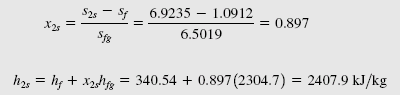 x2s = (s2s − sf) / sfg = (6.9235 − 1.0912) / 6.5019 = 0.897
h2s = hf + x2shfg = 340.54 + 0.897(2304.7) = 2407.9 kJ/kg